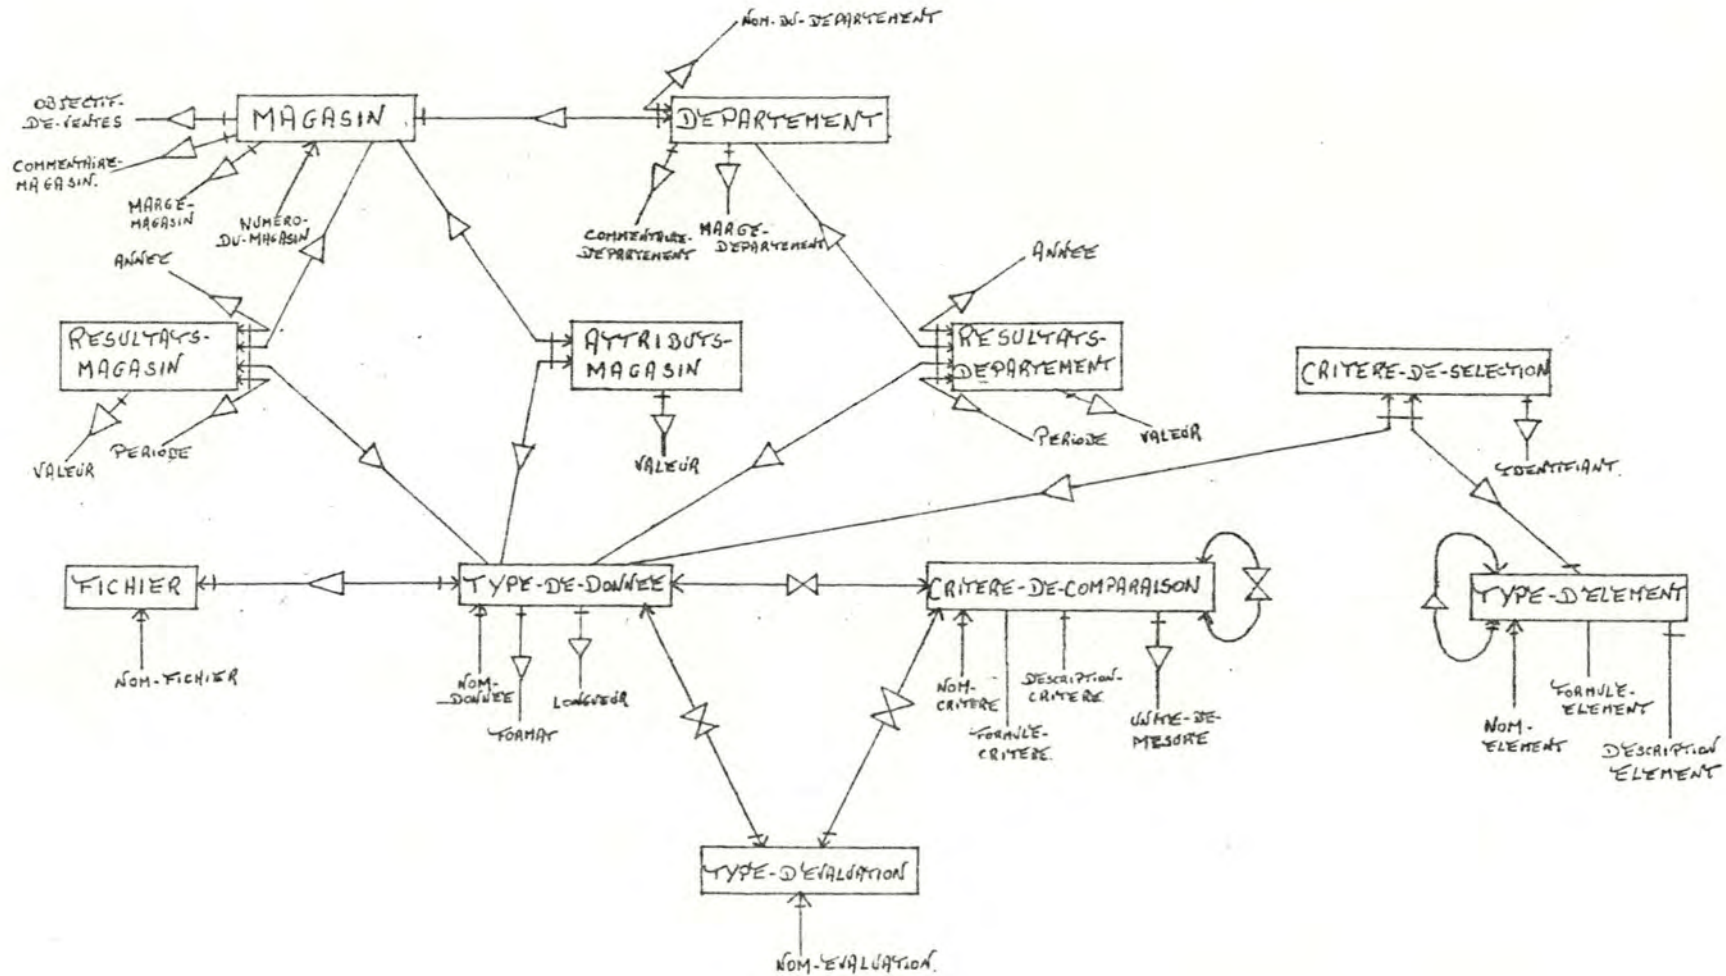 NOM-DU-DEPARTEMENT
OBJECTIF-
DE-VENTES
MAGASIN
DEPARTEMENT
COMMENTAIRE-
MAGASIN.
MARGE-
MAGASIN
NUMERO-
DU-MAGASIN
COMMENTAIRE-
DEPARTEMENT
MARGE-
DEPARTEMENT
ANNEE
ANNEE
RESULTATS-
MAGASIN
ATTRIBUTS-
MAGASIN
RESULTATS-
DEPARTEMENT
CRITERE-DE-SELECTION
VALEUR
PERIODE
VALEUR
PERIODE
VALEUR
IDENTIFIANT.
FICHIER
TYPE-DE-DONNEE
CRITERE-DE-COMPARAISON
TYPE-D'ELEMENT
NOM-FICHIER
NOM-
DONNEE
FORMAT
LONGUEUR
NOM-
CRITERE
FORMULE-
CRITERE.
DESCRIPTION-
CRITERE
UNITE-DE-
MESURE
NOM-
ELEMENT
FORMULE-
ELEMENT
DESCRIPTION
ELEMENT
TYPE-D'EVALUATION
NOM-EVALUATION.